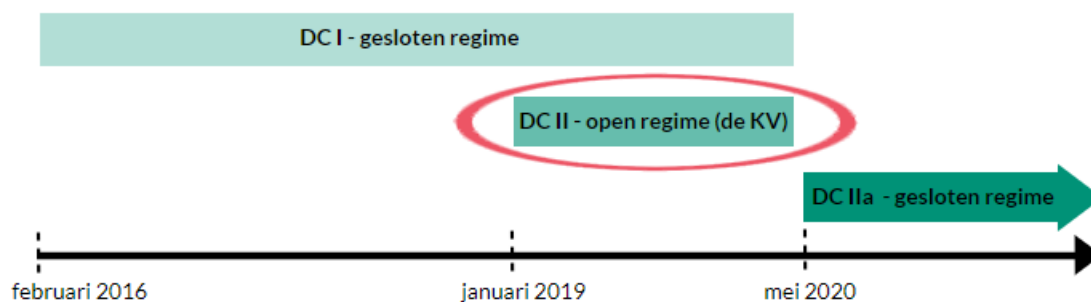 DC I - gesloten regime
DC II - open regime (de KV)
DC IIa - gesloten regime
februari 2016
januari 2019
mei 2020